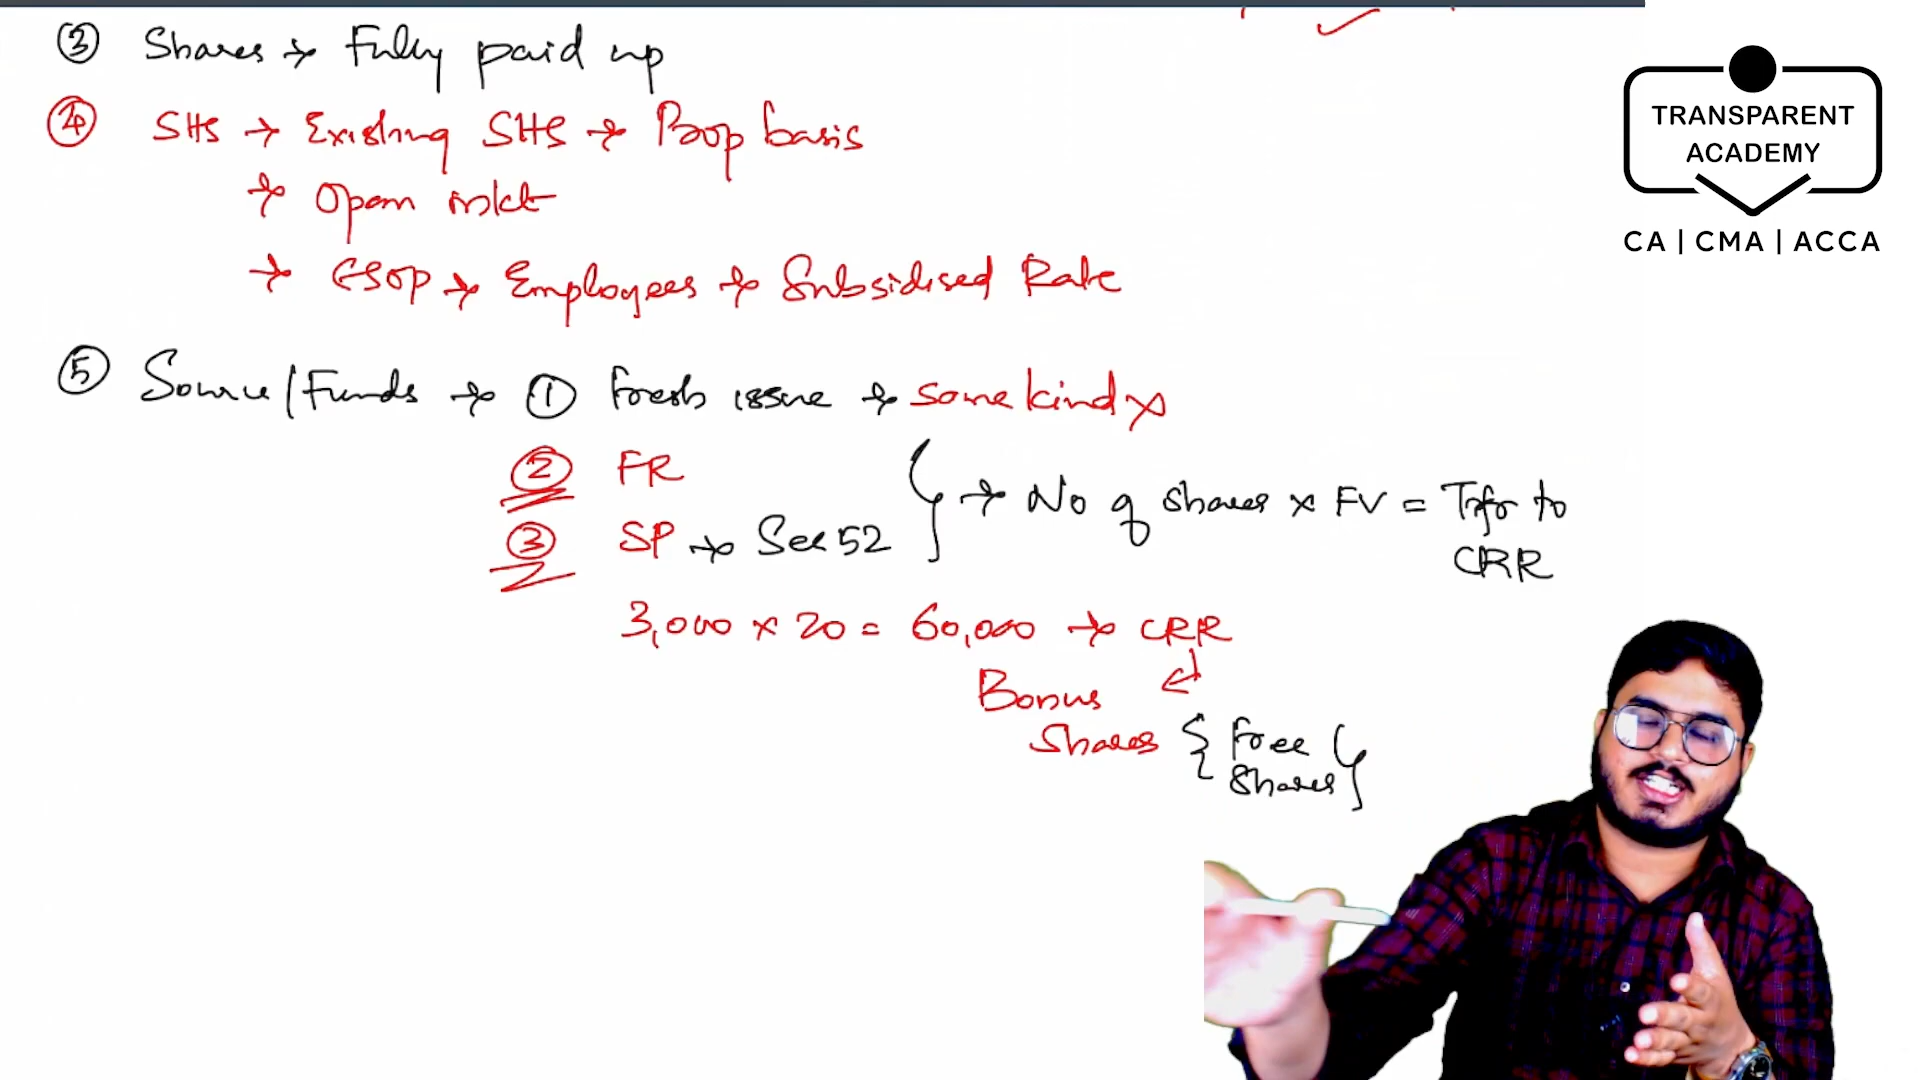 ③ Shares → Fully paid up
④ SHS → Existing SHS → Prop basis
→ Open mkt
→ ESOP → Employees → Subsidised Rate
⑤ Source/Funds → ① Fresh issue → same kind x
② FR
③ SP → Sec 52 } → No of shares × FV = Trfr to CRR
3,000 × 20 = 60,000 → CRR
Bonus Shares { Free Shares }
TRANSPARENT
ACADEMY
CA | CMA | ACCA